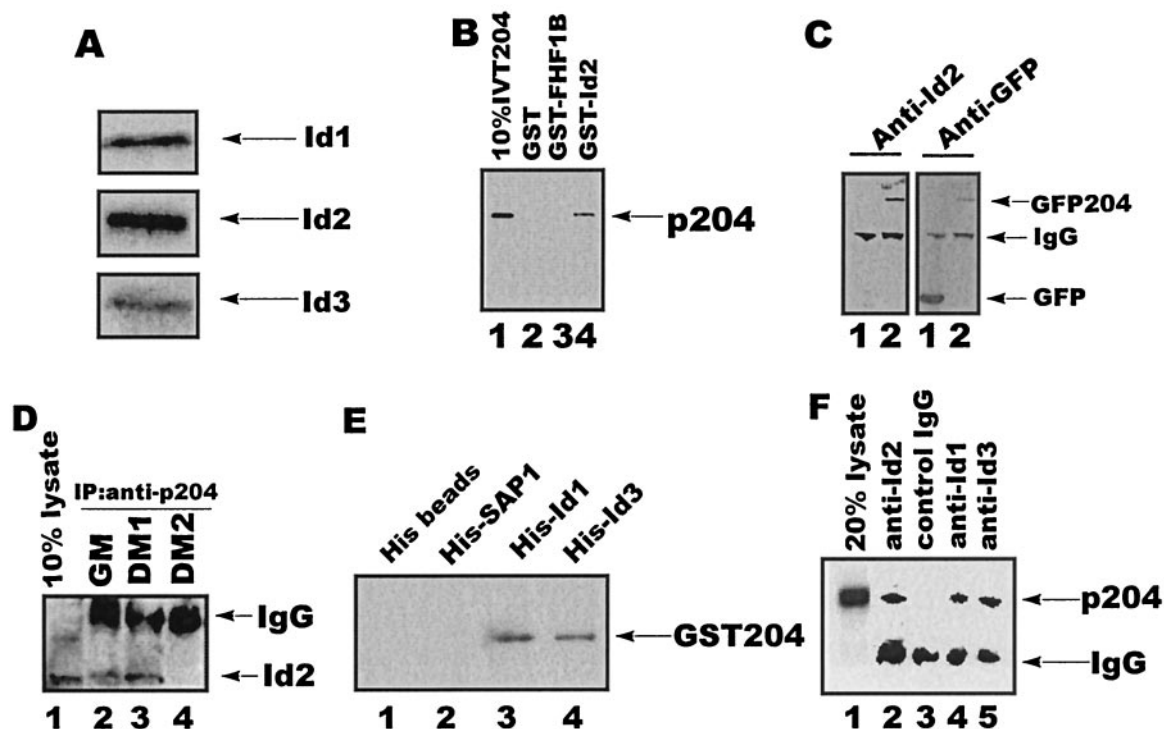 A
Id1
Id2
Id3
B
10%IVT204
GST
GST-FHF1B
GST-Id2
p204
1 2 34
C
Anti-Id2
Anti-GFP
GFP204
IgG
GFP
1 2 1 2
D
10% lysate
IP:anti-p204
GM
DM1
DM2
IgG
Id2
1 2 3 4
E
His beads
His-SAP1
His-Id1
His-Id3
GST204
1 2 3 4
F
20% lysate
anti-Id2
control IgG
anti-Id1
anti-Id3
p204
IgG
1 2 3 4 5